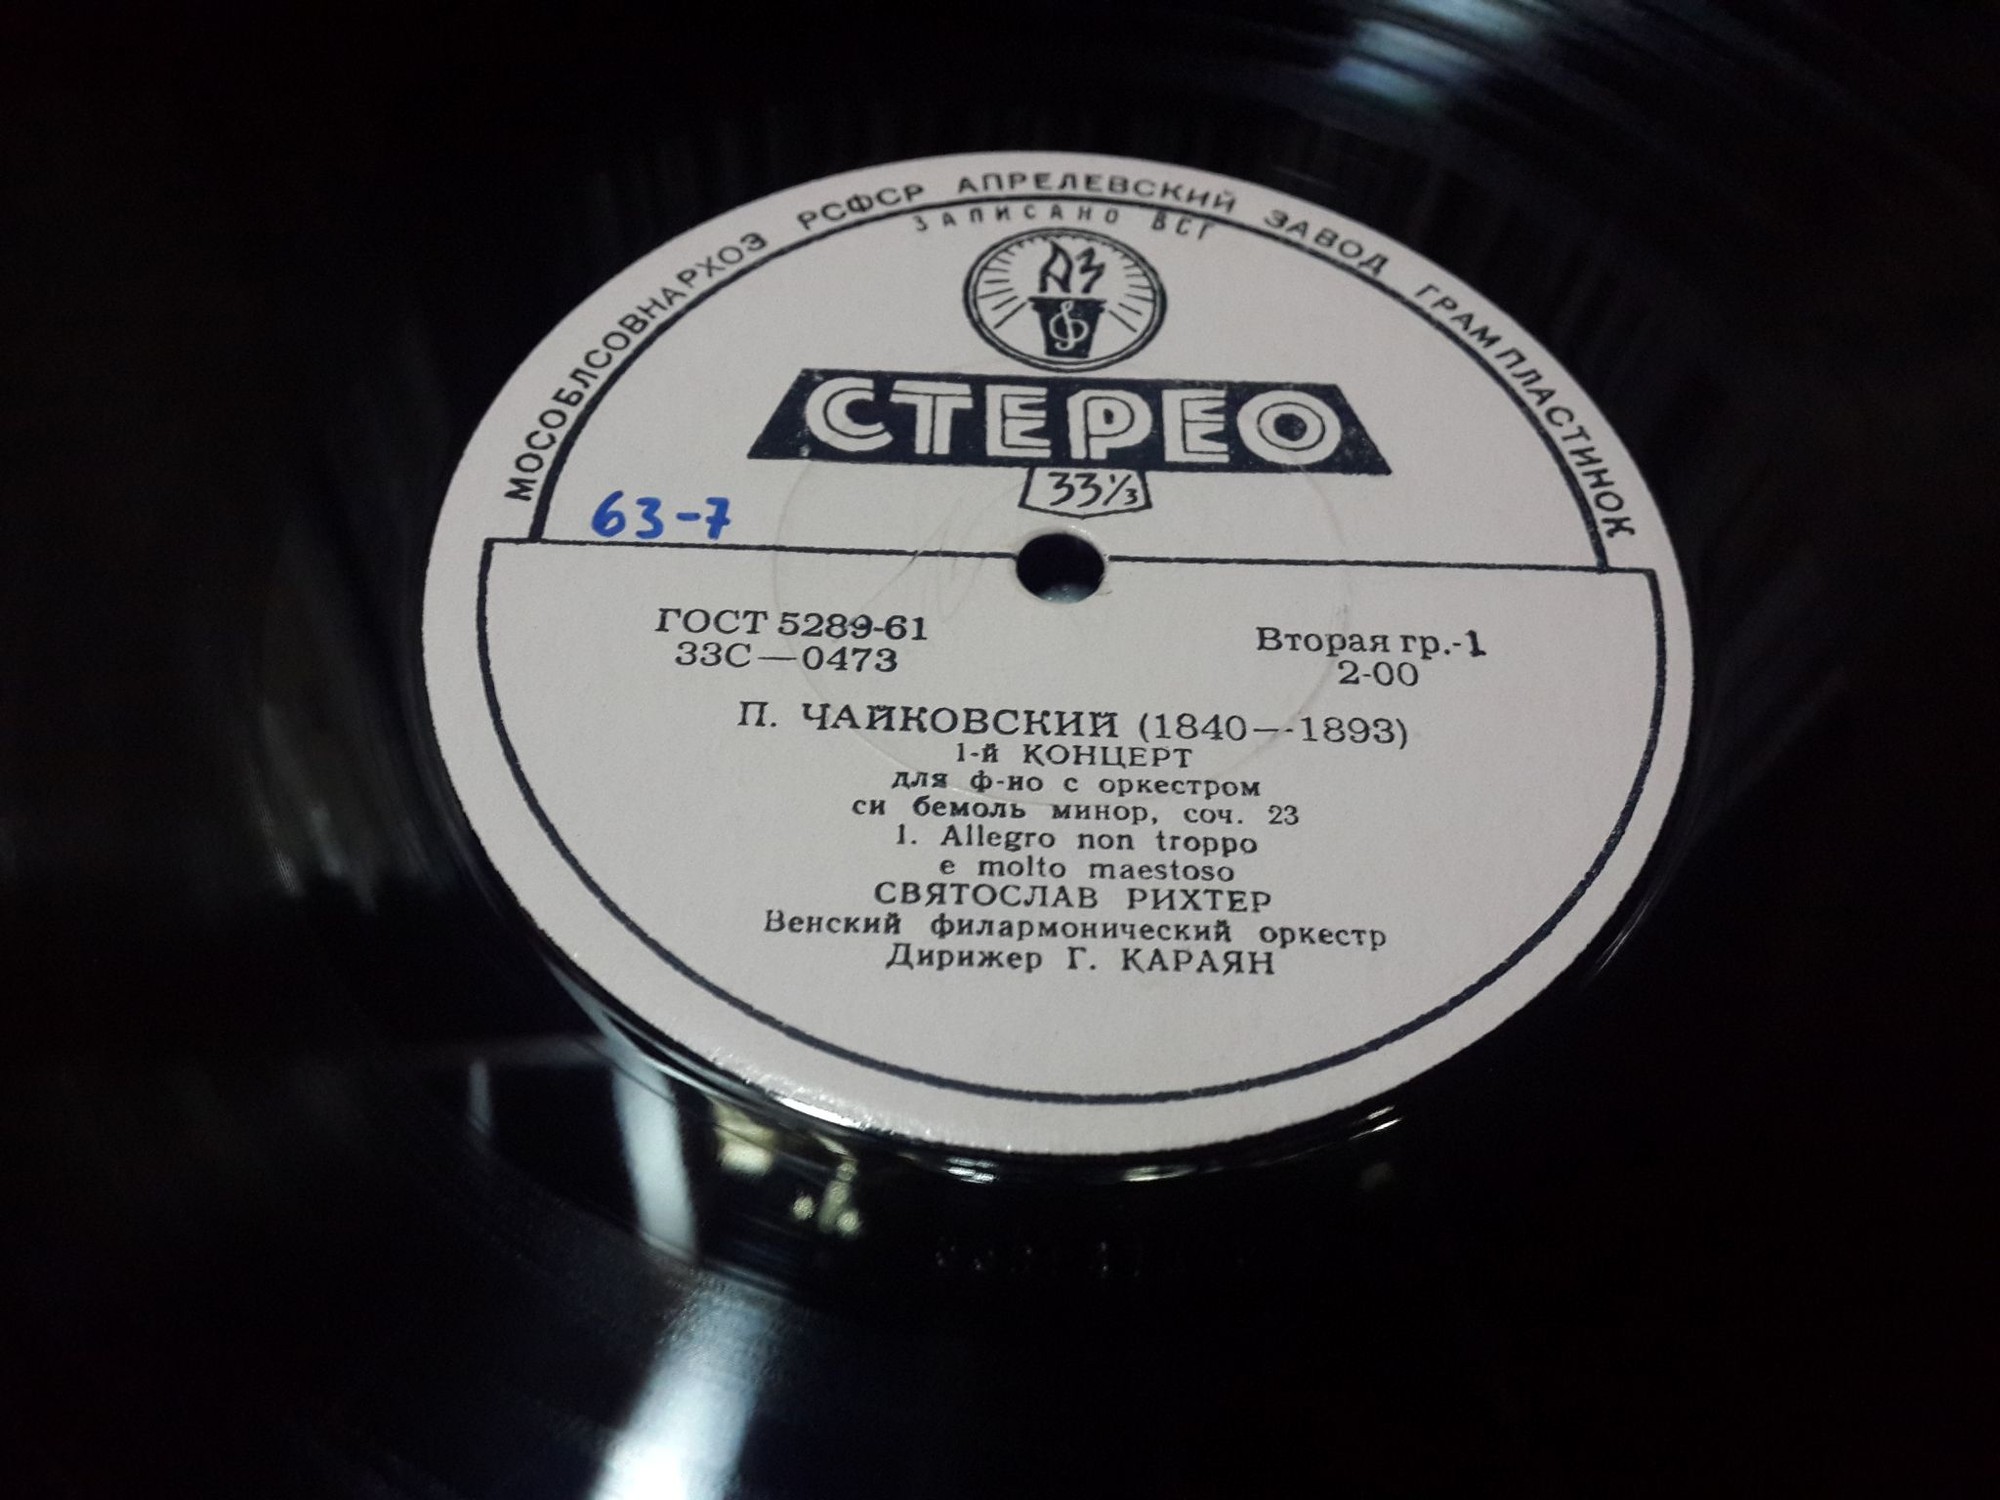 МОСОБЛСОВНАРХОЗ РСФСР АПРЕЛЕВСКИЙ ЗАВОД ГРАМПЛАСТИНОК
ЗАПИСАНО ВСГ
АЗ
СТЕРЕО
33⅓
63-7
ГОСТ 5289-61
Вторая гр.-1
33С—0473
2-00
П. ЧАЙКОВСКИЙ (1840—1893)
1-й КОНЦЕРТ
для ф-но с оркестром
си бемоль минор, соч. 23
1. Allegro non troppo
e molto maestoso
СВЯТОСЛАВ РИХТЕР
Венский филармонический оркестр
Дирижер Г. КАРАЯН